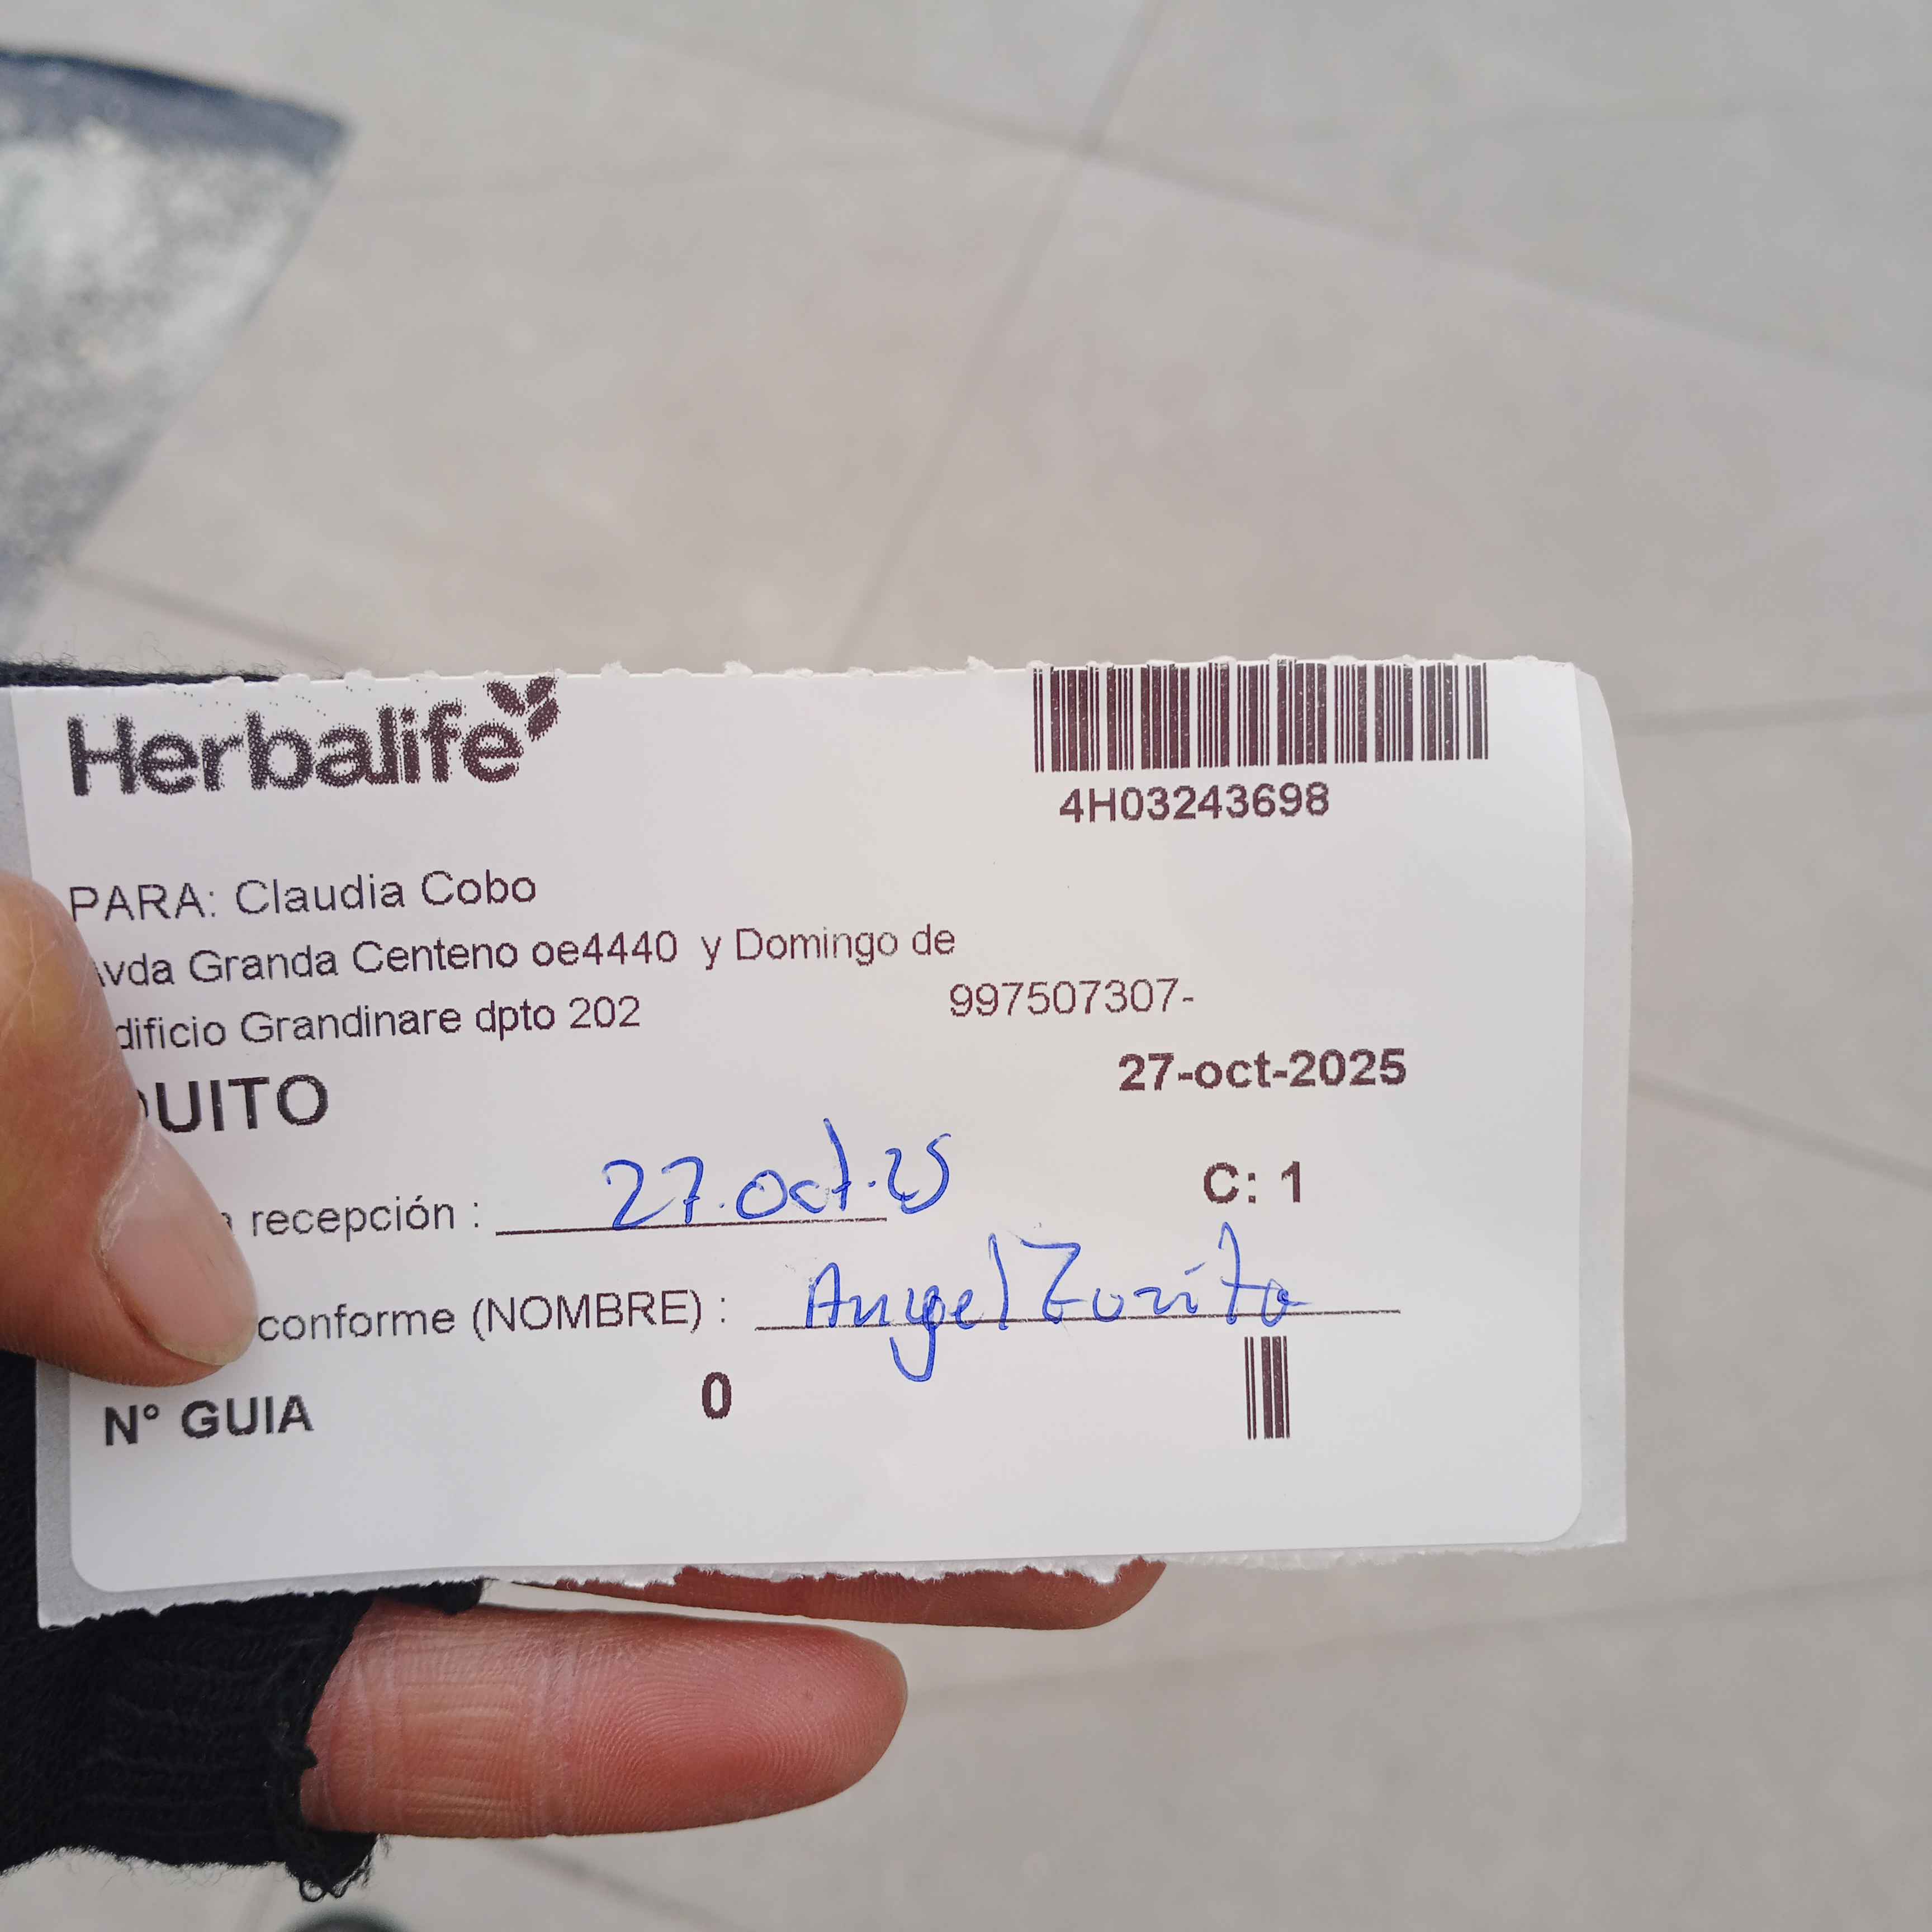 Herbalife
4H03243698
PARA: Claudia Cobo
vda Granda Centeno oe4440 y Domingo de
dificio Grandinare dpto 202
997507307-
UITO
27-oct-2025
recepción : 27.oct.25
C: 1
conforme (NOMBRE) : Angel Zurita
N° GUIA
0